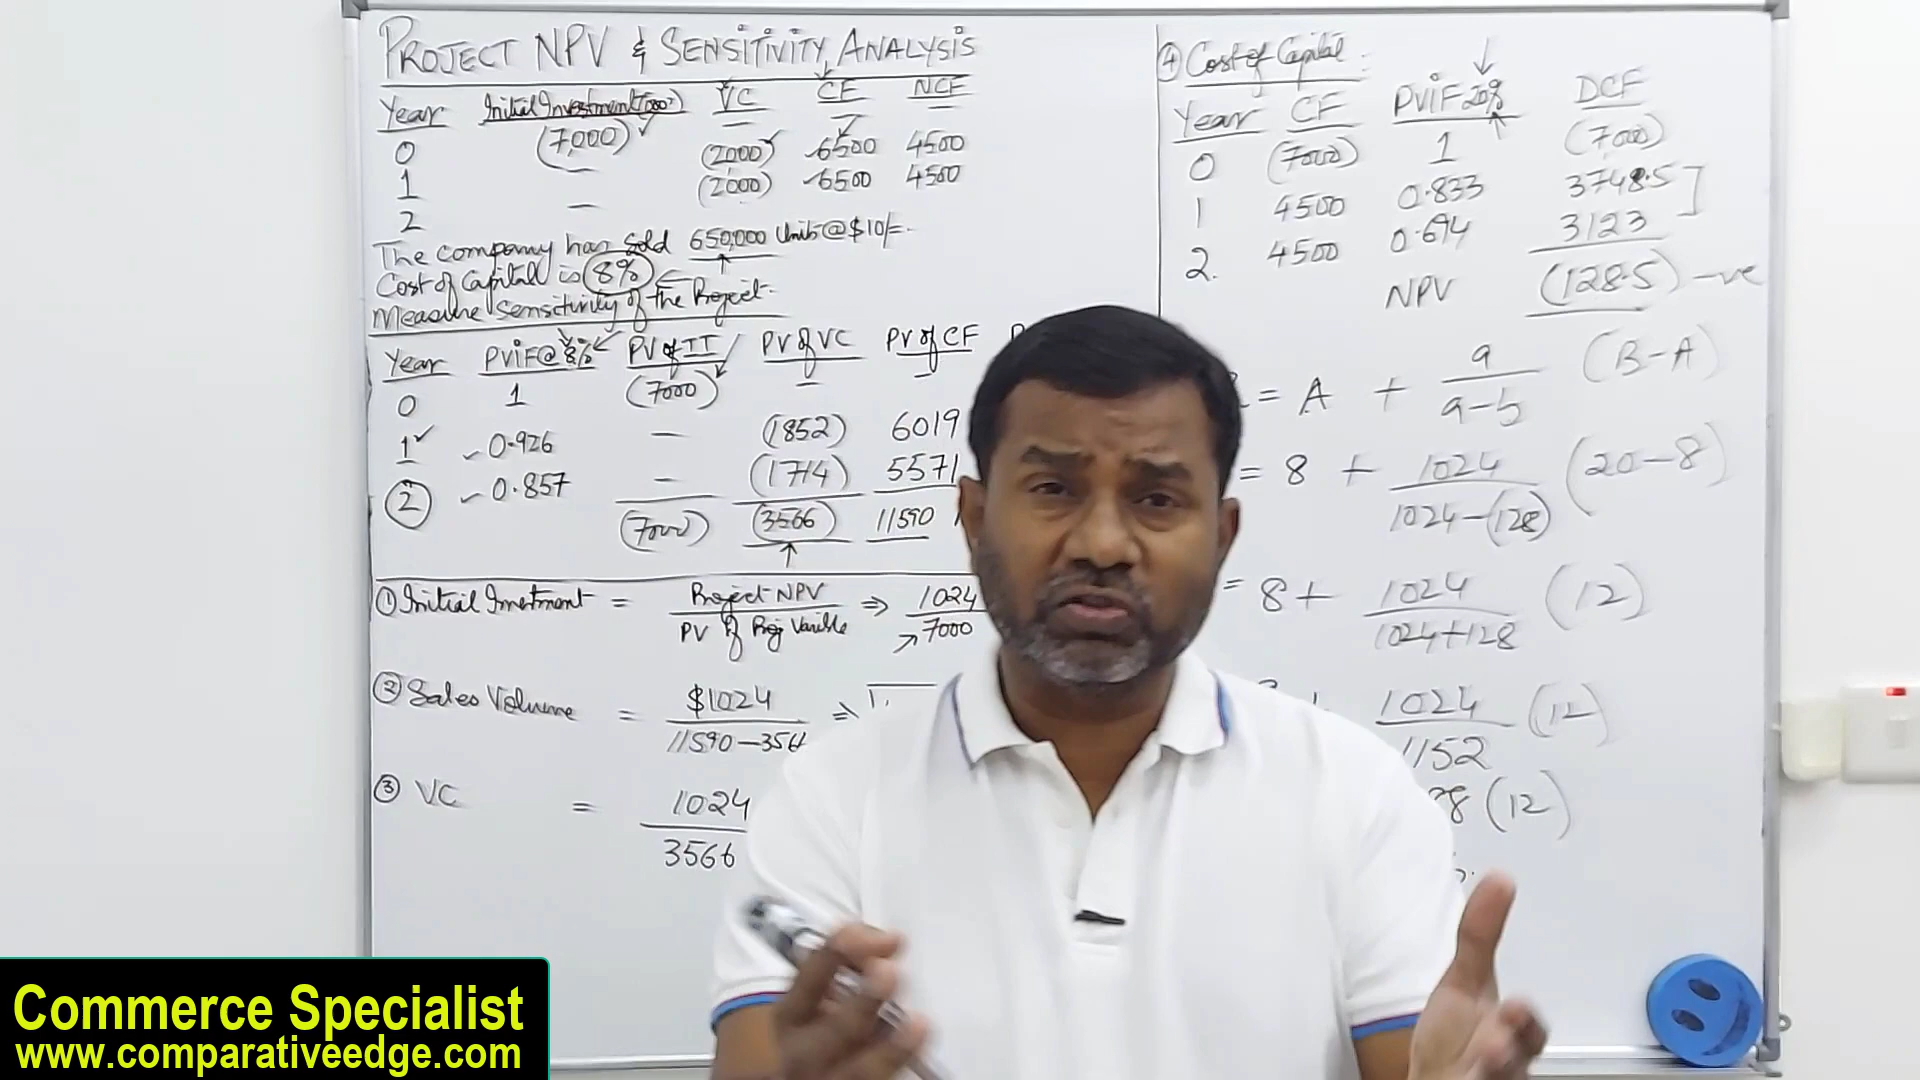 PROJECT NPV & SENSITIVITY ANALYSIS
Year Initial Investment('000') VC CF NCF
0 (7,000) — — —
1 — (2000) 6500 4500
2 — (2000) 6500 4500
The company has sold 650,000 Units @ $10/=.
Cost of Capital is 8%
Measure Sensitivity of the Project.
Year PViF@8% PV of II PV of VC PV of CF
0 1 (7000) — —
1 0.926 — (1852) 6019
2 0.857 — (1714) 5571
(7000) (3566) 11590
① Initial Investment = Project NPV / PV of Proj Variable => 1024 / 7000
② Sales Volume = $1024 / 11590-3566 =>
③ VC = 1024 / 3566
④ Cost of Capital:
Year CF PViF 20% DCF
0 (7000) 1 (7000)
1 4500 0.833 3748.5
2. 4500 0.694 3123
NPV (128.5) -ve
= A + a / a-b (B-A)
= 8 + 1024 / 1024-(128) (20-8)
= 8 + 1024 / 1024+128 (12)
1024 / 1152 (12)
8 (12)
Commerce Specialist
www.comparativeedge.com